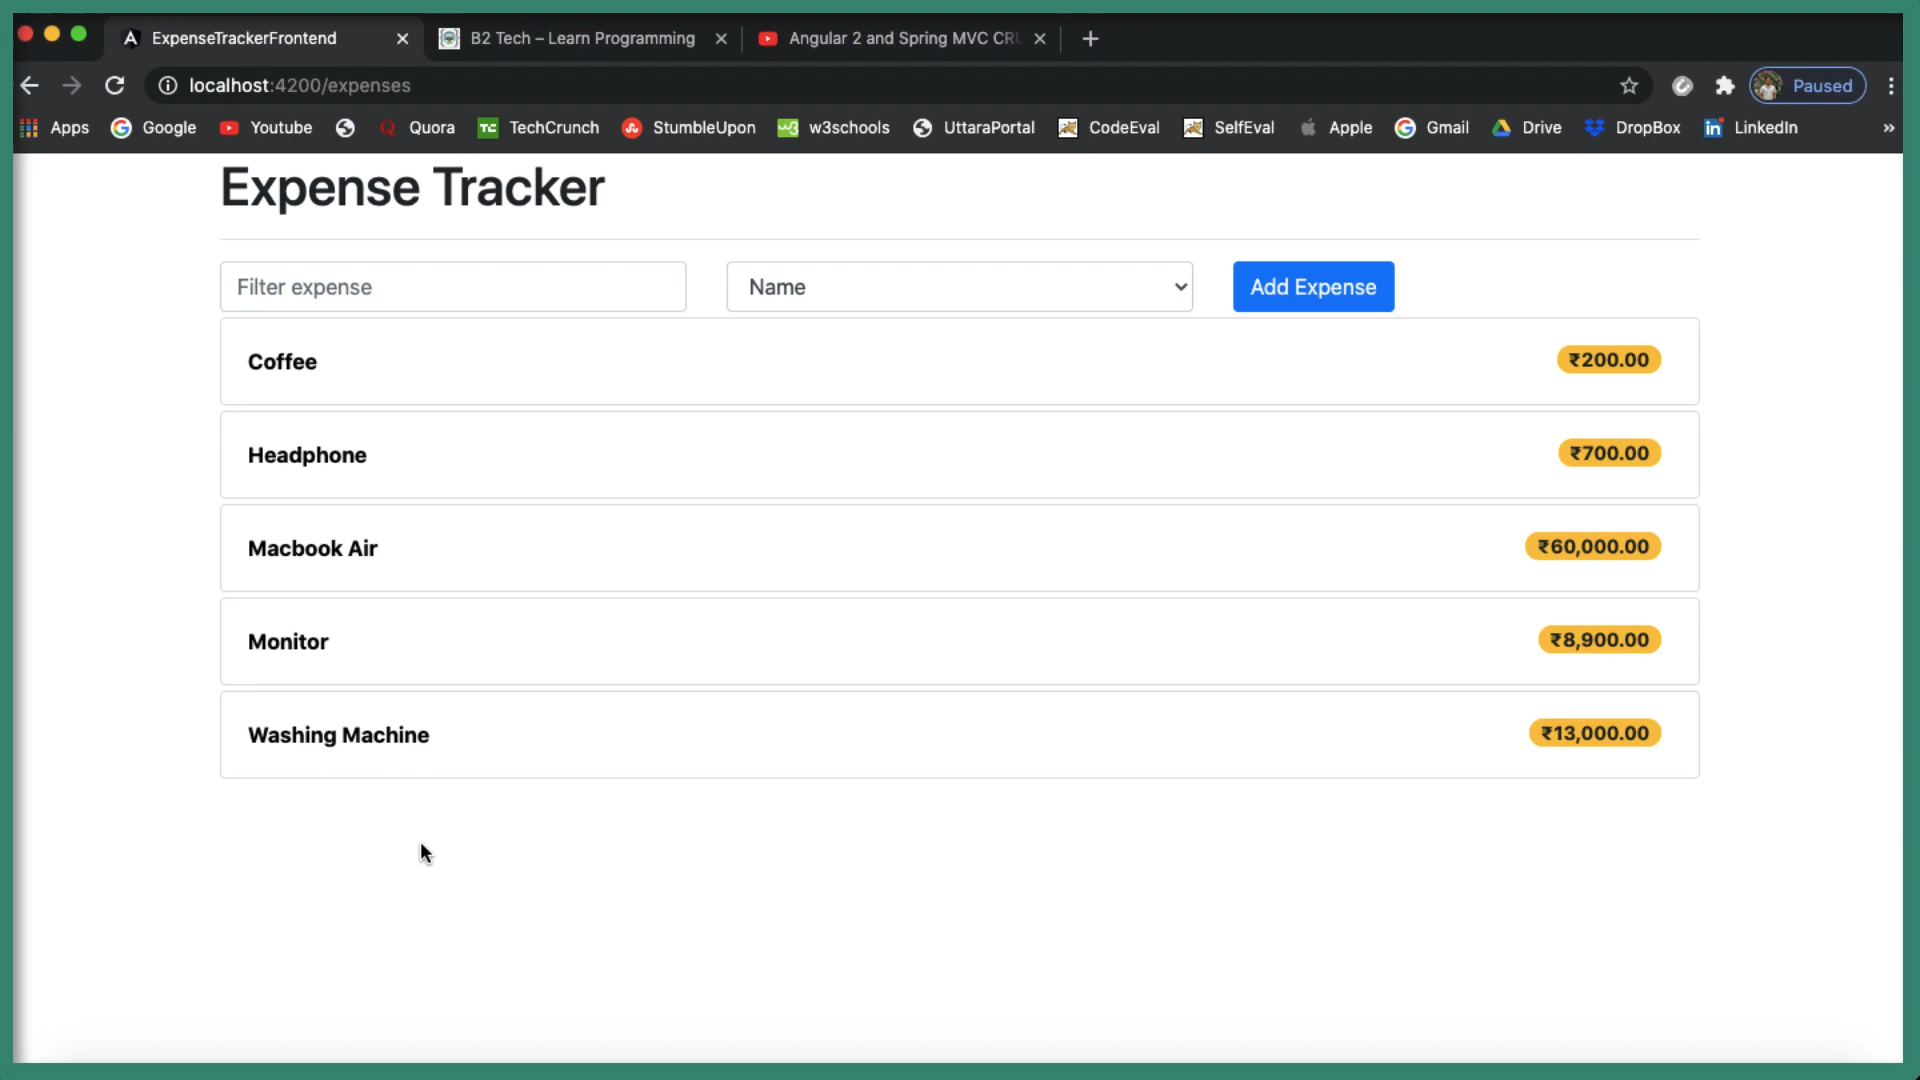 ExpenseTrackerFrontend B2 Tech – Learn Programming Angular 2 and Spring MVC CRU
localhost:4200/expenses Paused
Apps Google Youtube Quora TechCrunch StumbleUpon w3schools UttaraPortal CodeEval SelfEval Apple Gmail Drive DropBox LinkedIn »
Expense Tracker
Filter expense Name Add Expense
Coffee ₹200.00
Headphone ₹700.00
Macbook Air ₹60,000.00
Monitor ₹8,900.00
Washing Machine ₹13,000.00